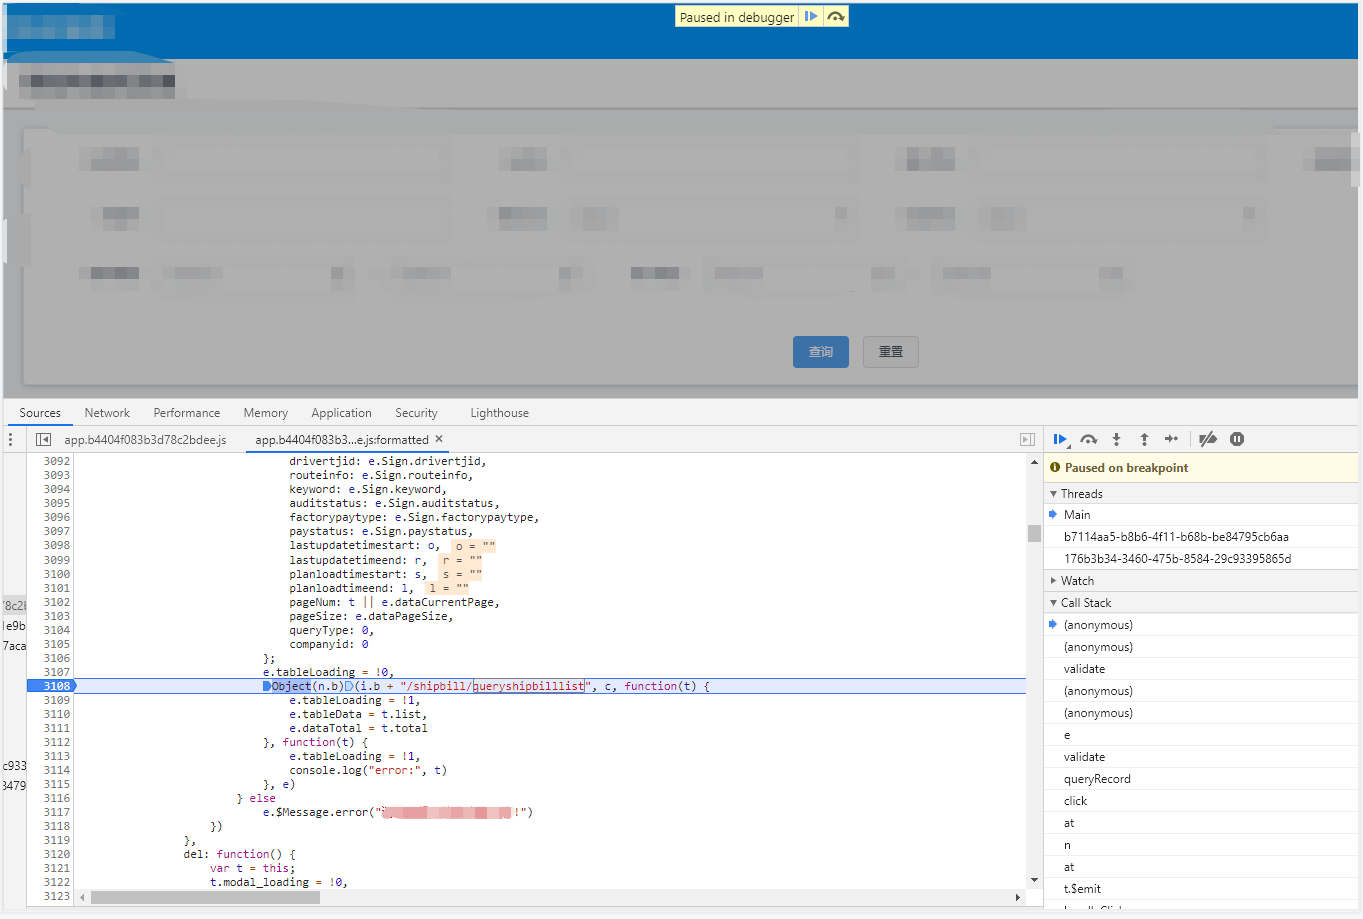 Paused in debugger
查询
重置
Sources Network Performance Memory Application Security Lighthouse
app.b4404f083b3d78c2bdee.js app.b4404f083b3...e.js:formatted ×
Paused on breakpoint
Threads
Main
b7114aa5-b8b6-4f11-b68b-be84795cb6aa
176b3b34-3460-475b-8584-29c93395865d
Watch
Call Stack
(anonymous)
(anonymous)
validate
(anonymous)
(anonymous)
e
validate
queryRecord
click
at
n
at
t.$emit
1e9b
7aca
c933
3479
3092 drivertjid: e.Sign.drivertjid,
3093 routeinfo: e.Sign.routeinfo,
3094 keyword: e.Sign.keyword,
3095 auditstatus: e.Sign.auditstatus,
3096 factorypaytype: e.Sign.factorypaytype,
3097 paystatus: e.Sign.paystatus,
3098 lastupdatetimestart: o, o = ""
3099 lastupdatetimeend: r, r = ""
3100 planloadtimestart: s, s = ""
3101 planloadtimeend: l, l = ""
3102 pageNum: t || e.dataCurrentPage,
3103 pageSize: e.dataPageSize,
3104 queryType: 0,
3105 companyid: 0
3106 };
3107 e.tableLoading = !0,
3108 Object(n.b)(i.b + "/shipbill/queryshipbilllist", c, function(t) {
3109 e.tableLoading = !1,
3110 e.tableData = t.list,
3111 e.dataTotal = t.total
3112 }, function(t) {
3113 e.tableLoading = !1,
3114 console.log("error:", t)
3115 }, e)
3116 } else
3117 e.$Message.error(" !")
3118 })
3119 },
3120 del: function() {
3121 var t = this;
3122 t.modal_loading = !0,
3123